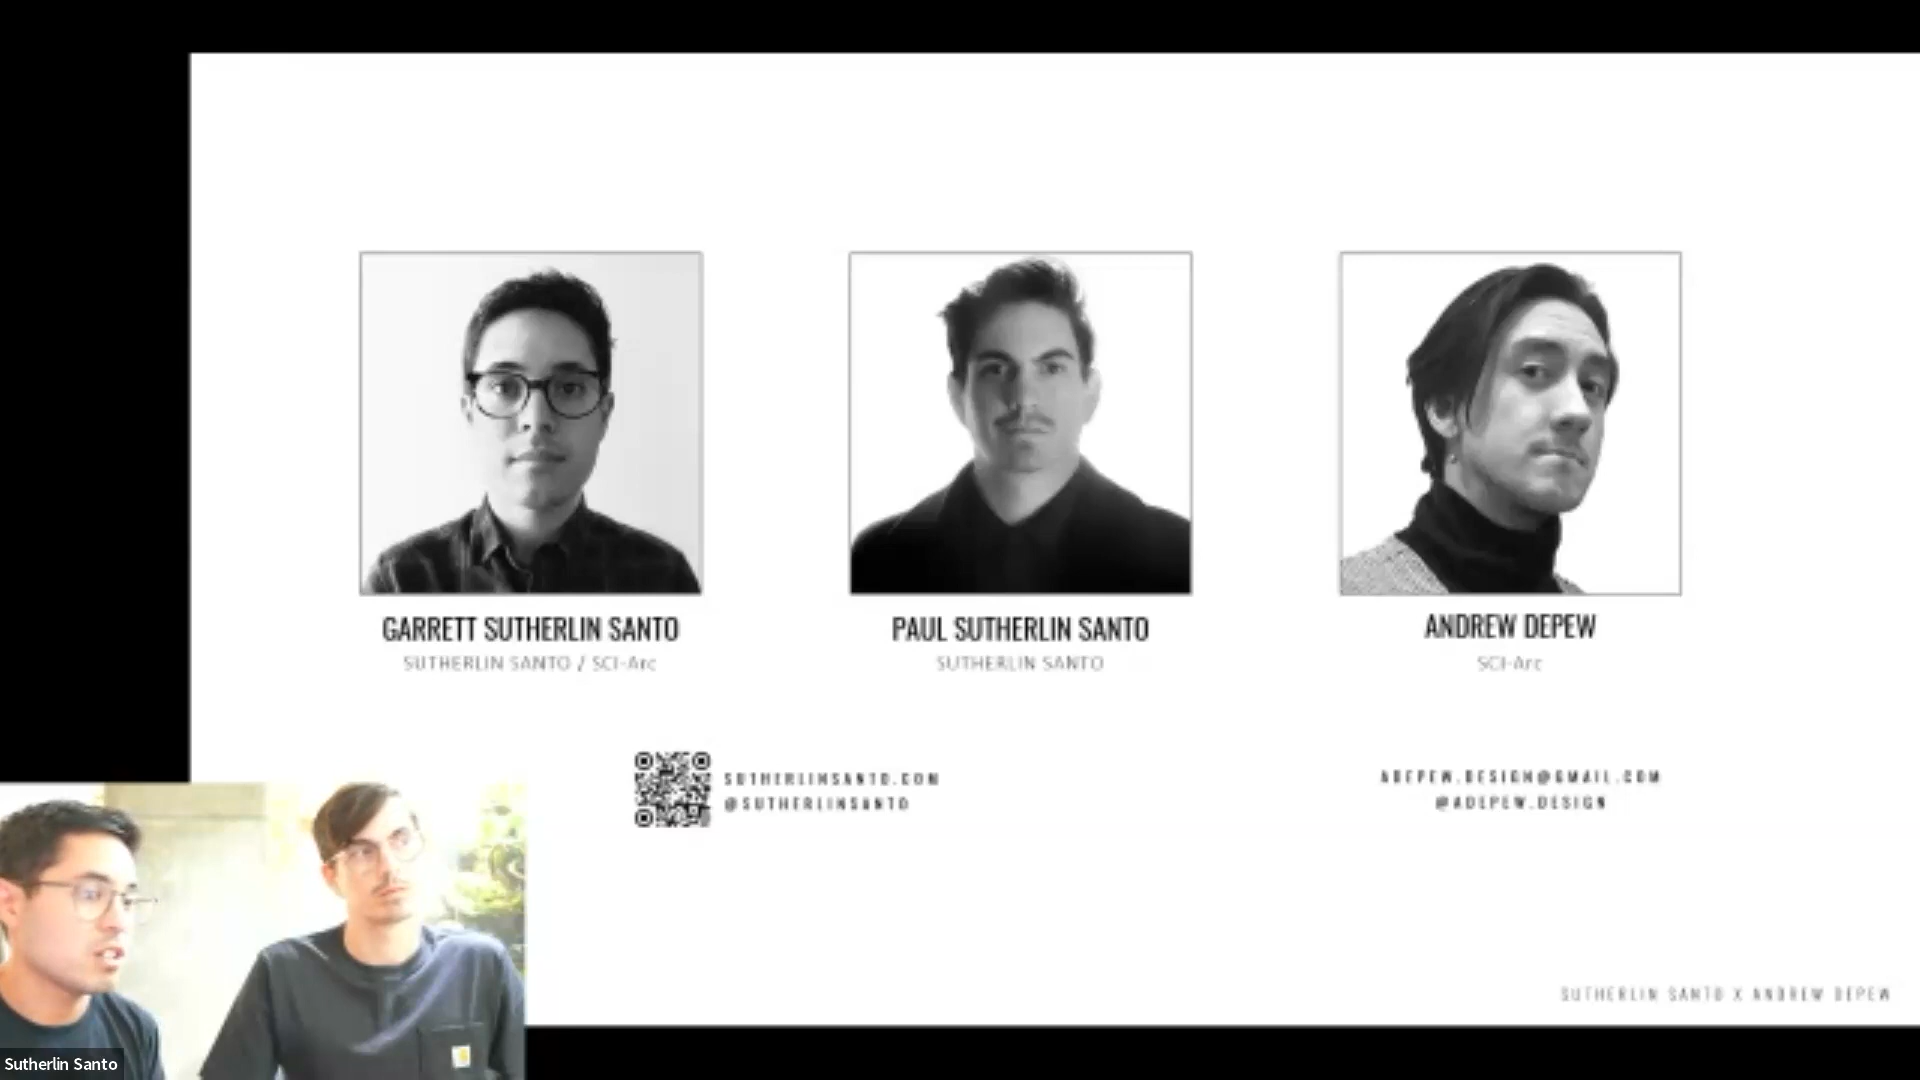 GARRETT SUTHERLIN SANTO
SUTHERLIN SANTO / SCI-Arc
PAUL SUTHERLIN SANTO
SUTHERLIN SANTO
ANDREW DEPEW
SCI-Arc
SUTHERLINSANTO.COM
@SUTHERLINSANTO
ADEPEW.DESIGN@GMAIL.COM
@ADEPEW.DESIGN
SUTHERLIN SANTO X ANDREW DEPEW
Sutherlin Santo